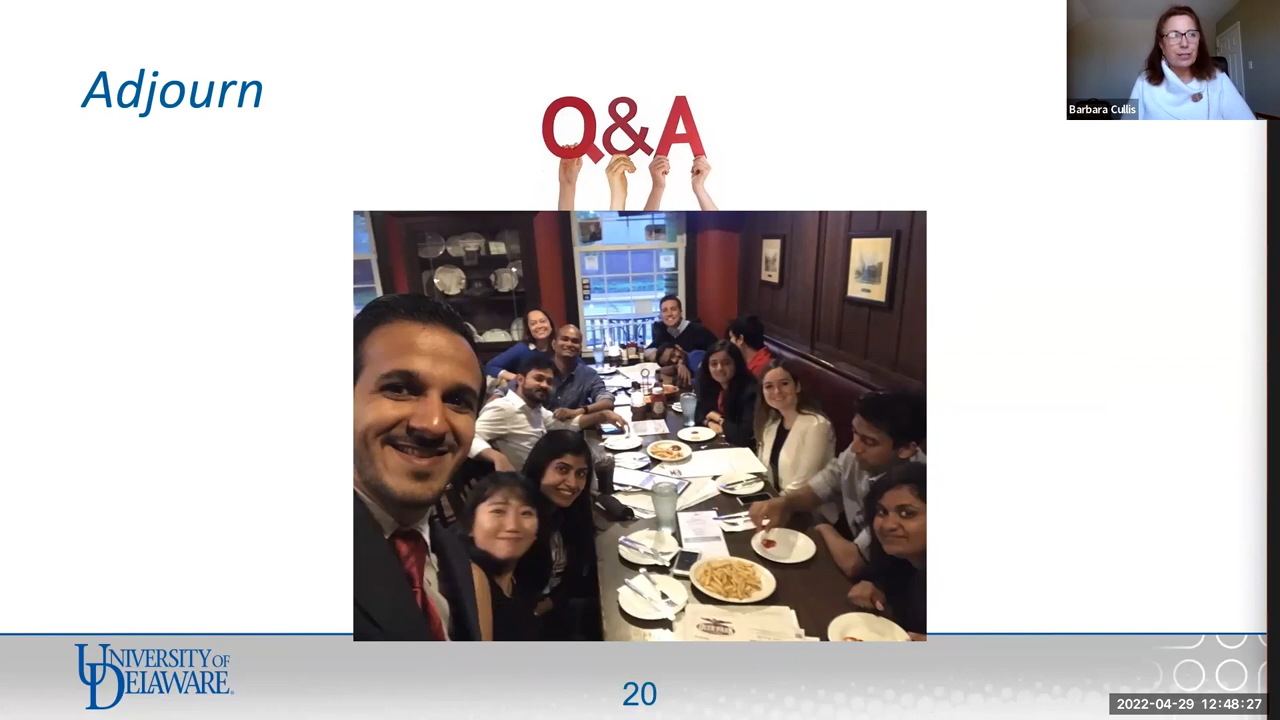 Adjourn
Q&A
Barbara Cullis
UNIVERSITY OF
DELAWARE
20
2022-04-29 12:48:27